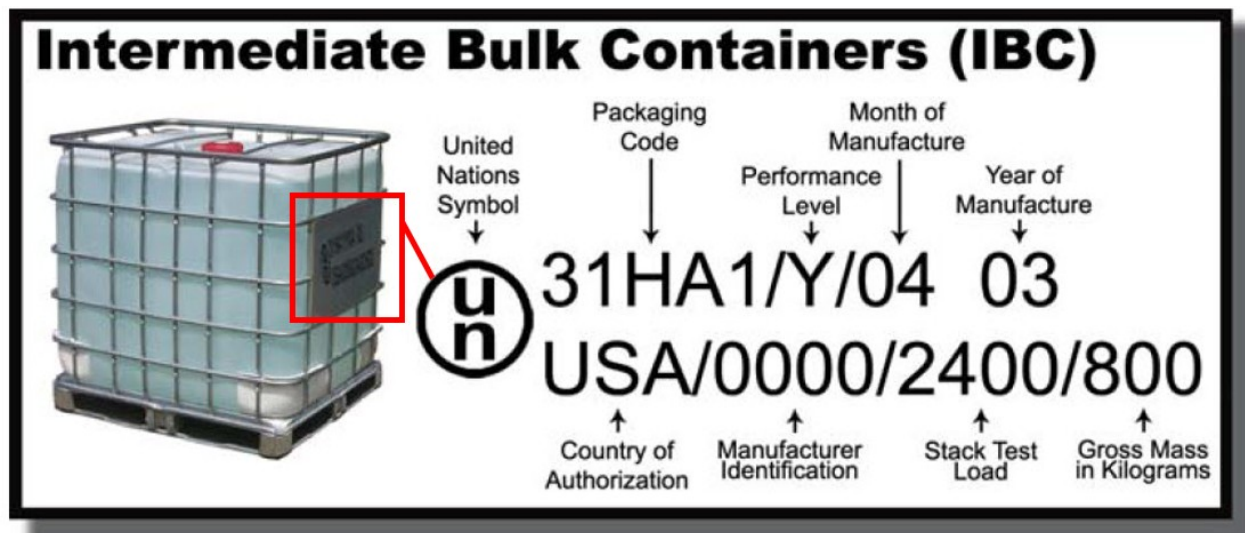 Intermediate Bulk Containers (IBC)
United
Nations
Symbol
Packaging
Code
Performance
Level
Month of
Manufacture
Year of
Manufacture
un 31HA1/Y/04 03
USA/0000/2400/800
Country of
Authorization
Manufacturer
Identification
Stack Test
Load
Gross Mass
in Kilograms